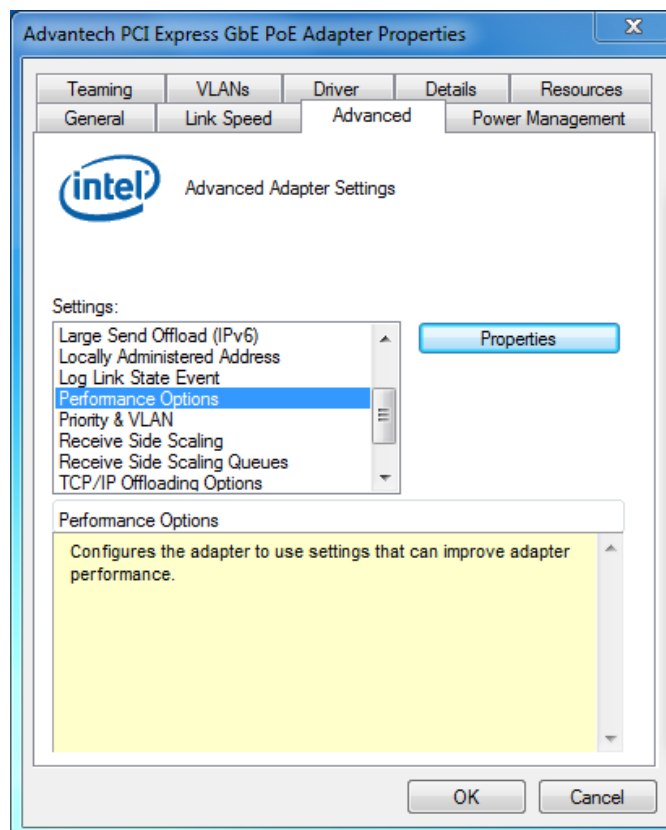 Advantech PCI Express GbE PoE Adapter Properties
Teaming VLANs Driver Details Resources
General Link Speed Advanced Power Management
intel
Advanced Adapter Settings
Settings:
Large Send Offload (IPv6)
Locally Administered Address
Log Link State Event
Performance Options
Priority & VLAN
Receive Side Scaling
Receive Side Scaling Queues
TCP/IP Offloading Options
Properties
Performance Options
Configures the adapter to use settings that can improve adapter
performance.
OK Cancel